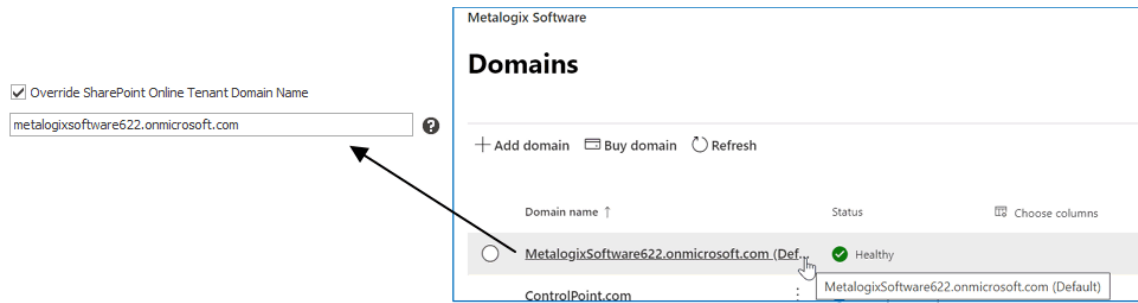 Metalogix Software
Domains
Override SharePoint Online Tenant Domain Name
metalogixsoftware622.onmicrosoft.com
?
Add domain Buy domain Refresh
Domain name ↑ Status Choose columns
MetalogixSoftware622.onmicrosoft.com (Def... Healthy
MetalogixSoftware622.onmicrosoft.com (Default)
ControlPoint.com